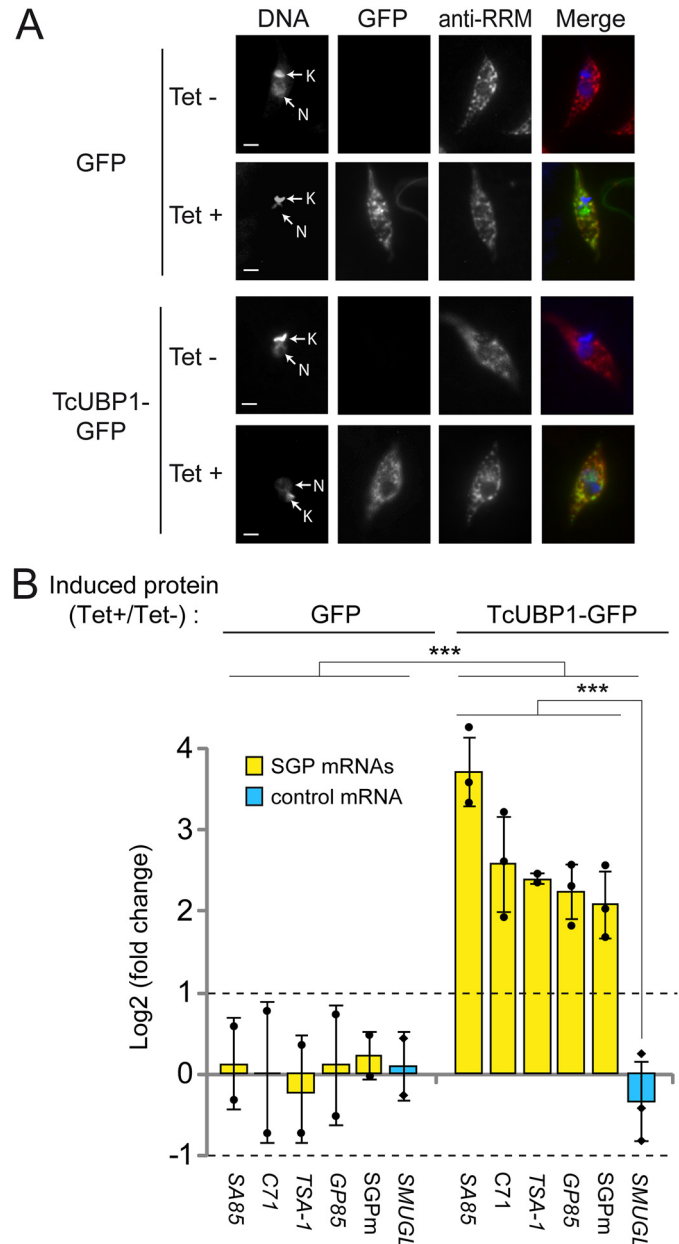 A
DNA GFP anti-RRM Merge
GFP
Tet -
K
N
Tet +
K
N
TcUBP1-
GFP
Tet -
K
N
Tet +
N
K
B
Induced protein
(Tet+/Tet-) :
GFP TcUBP1-GFP
***
***
SGP mRNAs
control mRNA
Log2 (fold change)
4
3
2
1
0
-1
SA85 C71 TSA-1 GP85 SGPm SMUGL SA85 C71 TSA-1 GP85 SGPm SMUGL